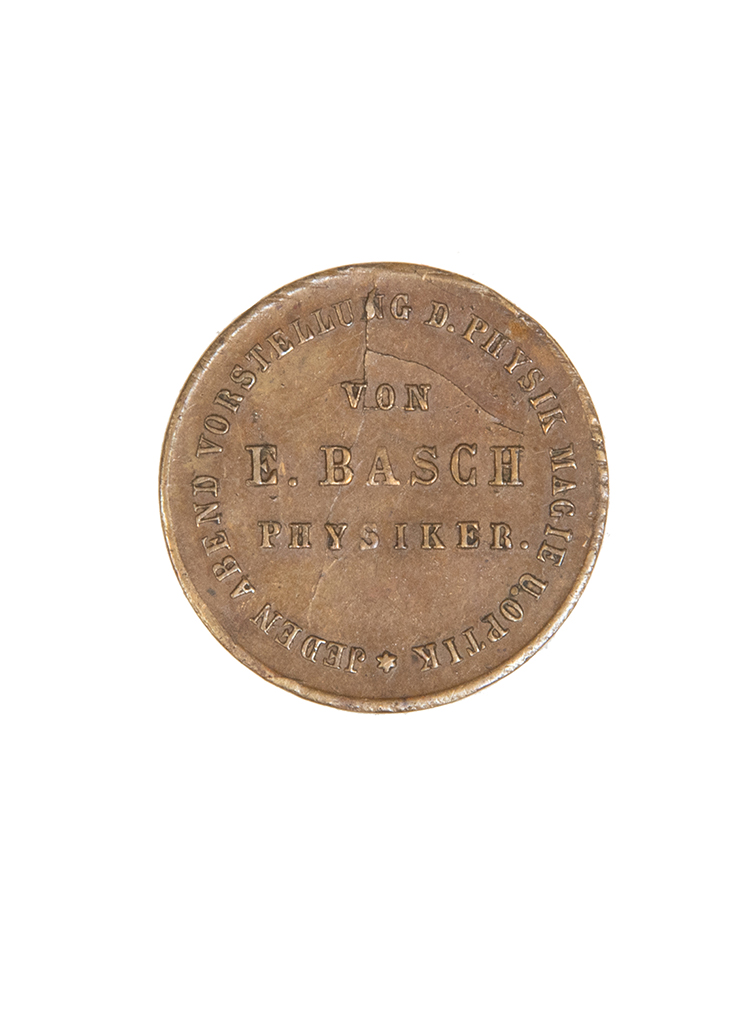 JEDEN ABEND VORSTELLUNG D. PHYSIK MAGIE U. OPTIK
VON
E. BASCH
PHYSIKER.